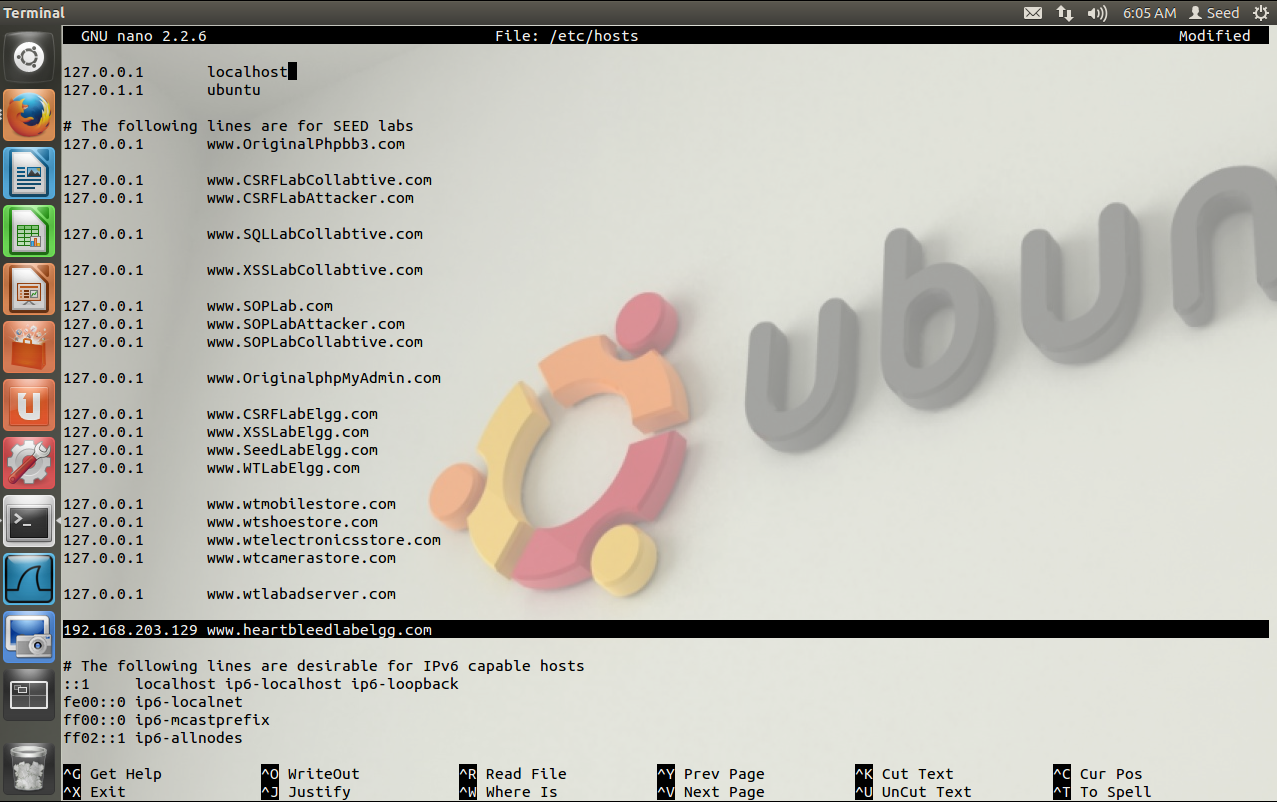 Terminal 6:05 AM Seed
GNU nano 2.2.6 File: /etc/hosts Modified
127.0.0.1 localhost
127.0.1.1 ubuntu
# The following lines are for SEED labs
127.0.0.1 www.OriginalPhpbb3.com
127.0.0.1 www.CSRFLabCollabtive.com
127.0.0.1 www.CSRFLabAttacker.com
127.0.0.1 www.SQLLabCollabtive.com
127.0.0.1 www.XSSLabCollabtive.com
127.0.0.1 www.SOPLab.com
127.0.0.1 www.SOPLabAttacker.com
127.0.0.1 www.SOPLabCollabtive.com
127.0.0.1 www.OriginalphpMyAdmin.com
127.0.0.1 www.CSRFLabElgg.com
127.0.0.1 www.XSSLabElgg.com
127.0.0.1 www.SeedLabElgg.com
127.0.0.1 www.WTLabElgg.com
127.0.0.1 www.wtmobilestore.com
127.0.0.1 www.wtshoestore.com
127.0.0.1 www.wtelectronicsstore.com
127.0.0.1 www.wtcamerastore.com
127.0.0.1 www.wtlabadserver.com
192.168.203.129 www.heartbleedlabelgg.com
# The following lines are desirable for IPv6 capable hosts
::1 localhost ip6-localhost ip6-loopback
fe00::0 ip6-localnet
ff00::0 ip6-mcastprefix
ff02::1 ip6-allnodes
^G Get Help ^O WriteOut ^R Read File ^Y Prev Page ^K Cut Text ^C Cur Pos
^X Exit ^J Justify ^W Where Is ^V Next Page ^U UnCut Text ^T To Spell
ubun